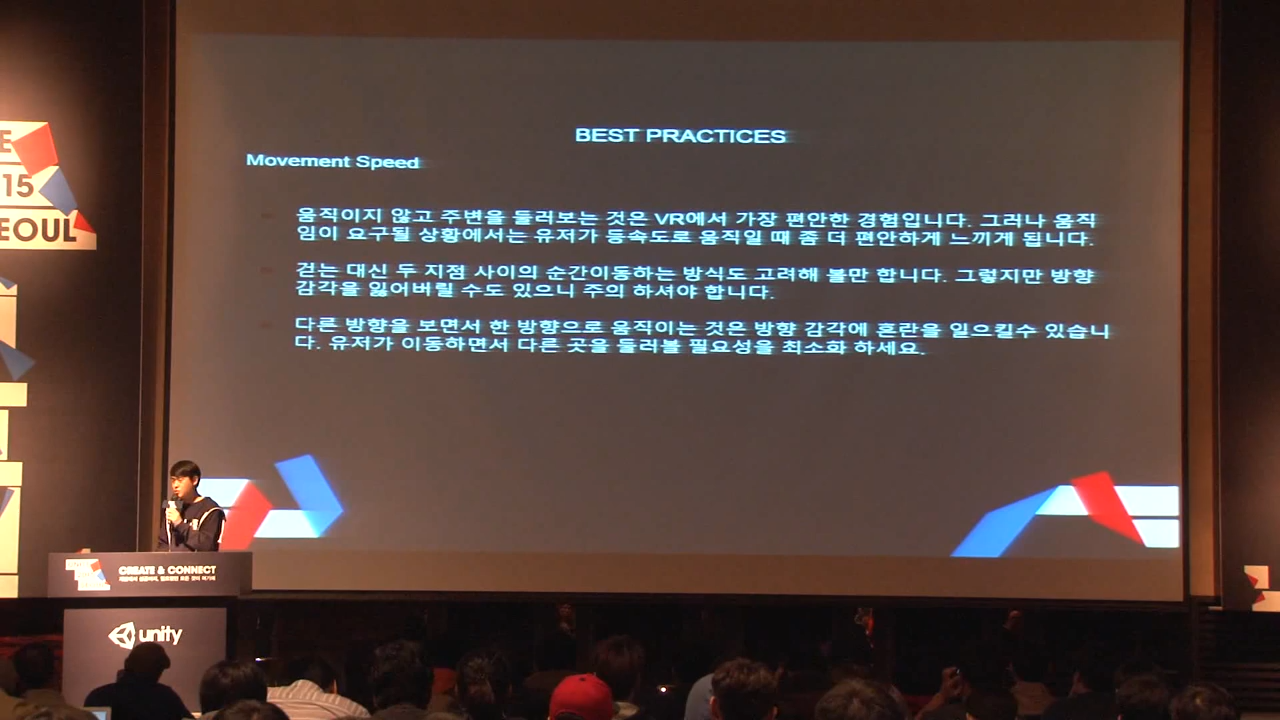 BEST PRACTICES
Movement Speed
움직이지 않고 주변을 둘러보는 것은 VR에서 가장 편안한 경험입니다. 그러나 움직
임이 요구될 상황에서는 유저가 등속도로 움직일 때 좀 더 편안하게 느끼게 됩니다.
걷는 대신 두 지점 사이의 순간이동하는 방식도 고려해 볼만 합니다. 그렇지만 방향
감각을 잃어버릴 수도 있으니 주의 하셔야 합니다.
다른 방향을 보면서 한 방향으로 움직이는 것은 방향 감각에 혼란을 일으킬수 있습니
다. 유저가 이동하면서 다른 곳을 둘러볼 필요성을 최소화 하세요.
E
15
EOUL
CREATE & CONNECT
unity